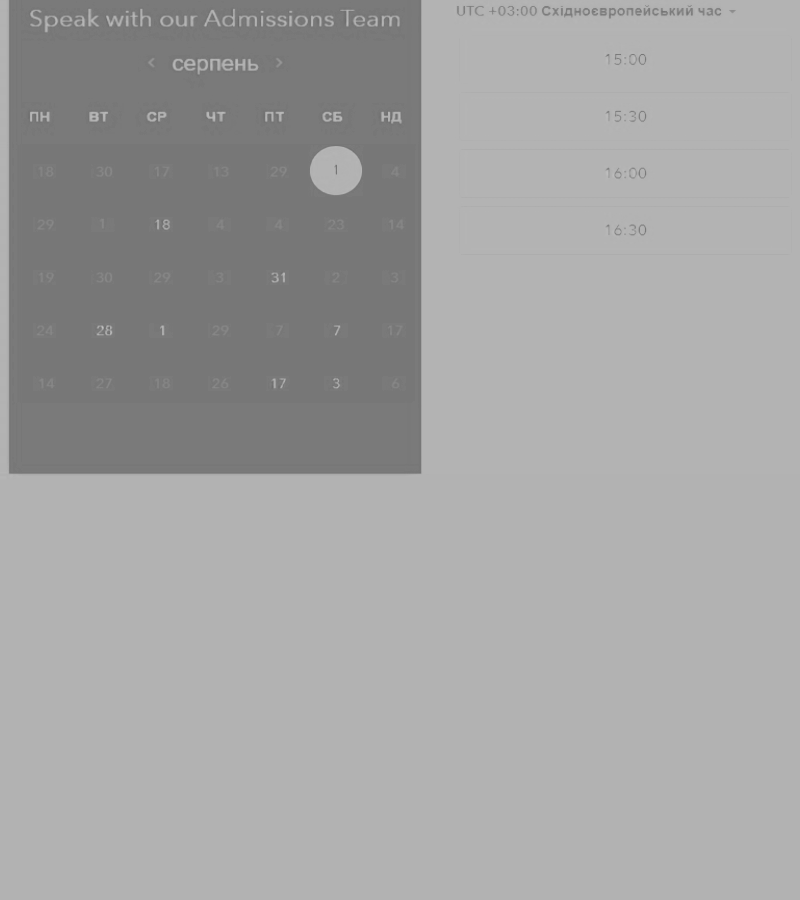 Speak with our Admissions Team
‹ серпень ›
ПН ВТ СР ЧТ ПТ СБ НД
18 30 17 13 29 1 4
29 1 18 4 4 23 14
19 30 29 3 31 2 3
24 28 1 29 7 7 17
14 27 18 26 17 3 6
UTC +03:00 Східноєвропейський час
15:00
15:30
16:00
16:30